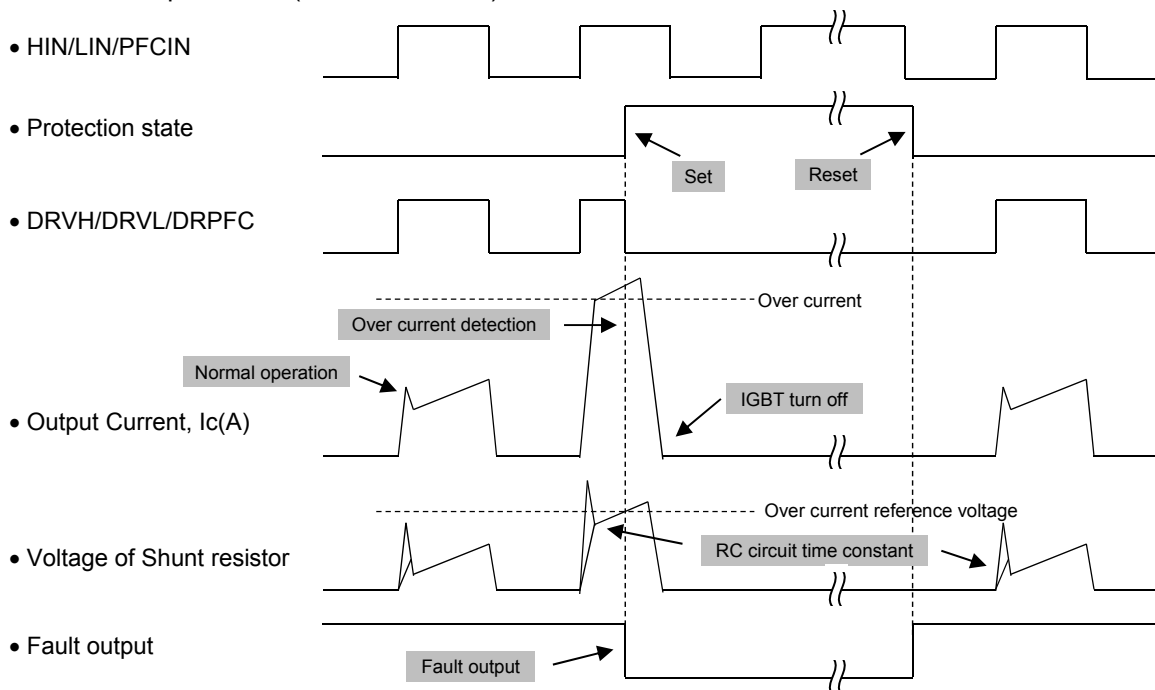 • HIN/LIN/PFCIN
• Protection state
Set
Reset
• DRVH/DRVL/DRPFC
Over current
Over current detection
Normal operation
IGBT turn off
• Output Current, Ic(A)
Over current reference voltage
RC circuit time constant
• Voltage of Shunt resistor
• Fault output
Fault output